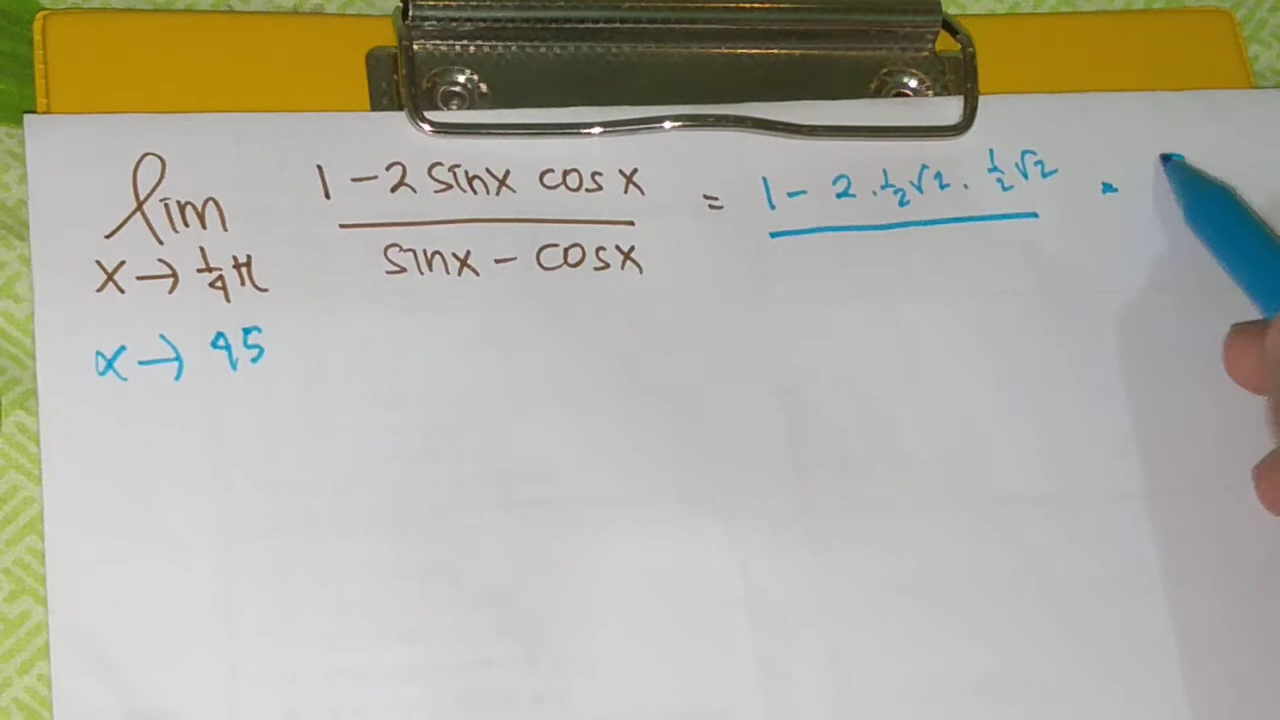 lim x→¼π (1 - 2 sinx cos x)/(sinx - cosx) = 1 - 2 . ½√2 . ½√2
x → 45